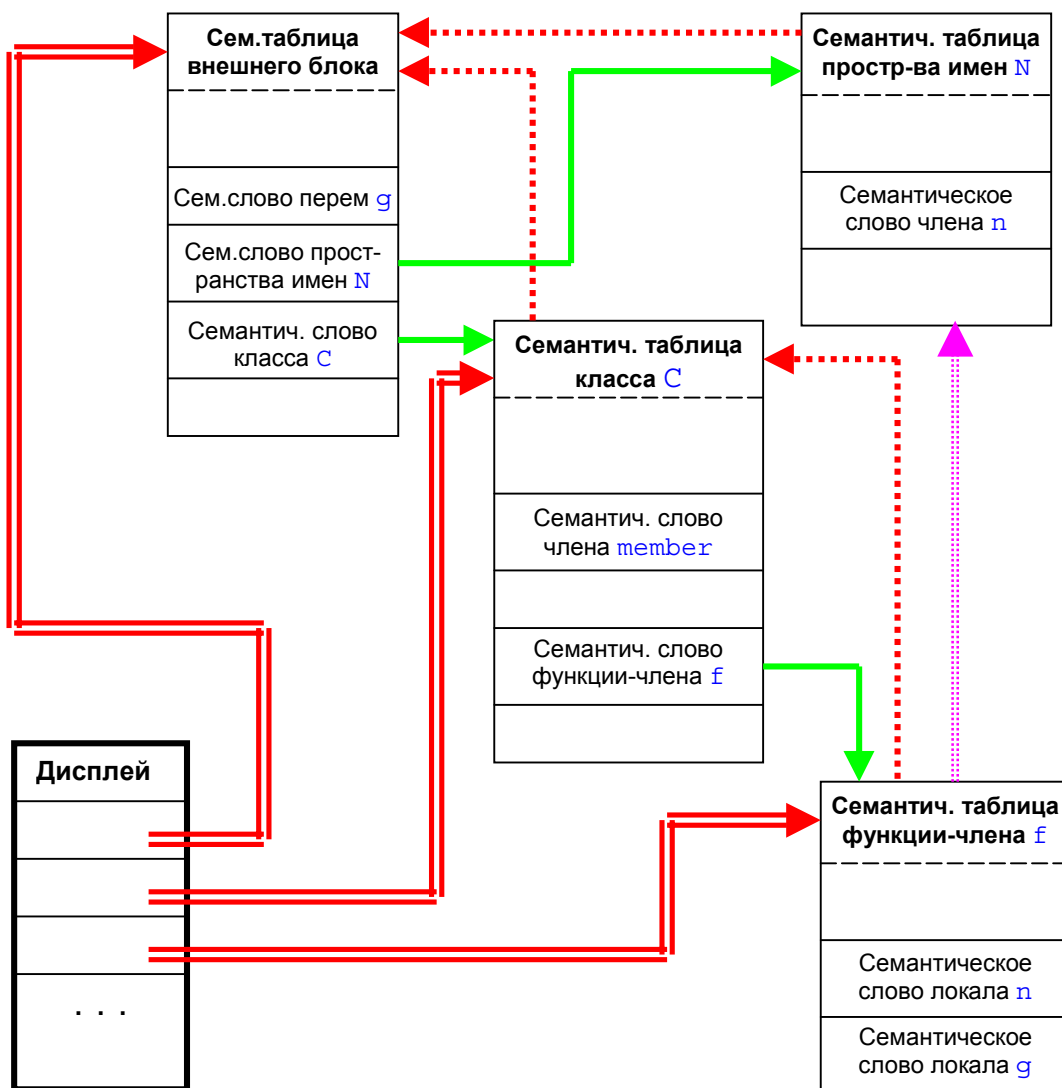 Сем.таблица
внешнего блока
Сем.слово перем g
Сем.слово прост-
ранства имен N
Семантич. слово
класса C
Семантич. таблица
простр-ва имен N
Семантическое
слово члена n
Семантич. таблица
класса C
Семантич. слово
члена member
Семантич. слово
функции-члена f
Дисплей
. . .
Семантич. таблица
функции-члена f
Семантическое
слово локала n
Семантическое
слово локала g